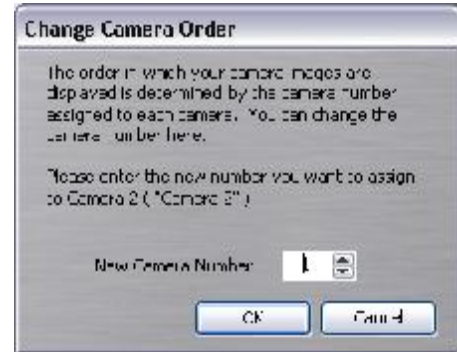 Change Camera Order
The order in which your camera images are
displayed is determined by the camera number
assigned to each camera. You can change the
camera number here.
Please enter the new number you want to assign
to Camera 2 ( "Camera 2" )
New Camera Number
OK Cancel